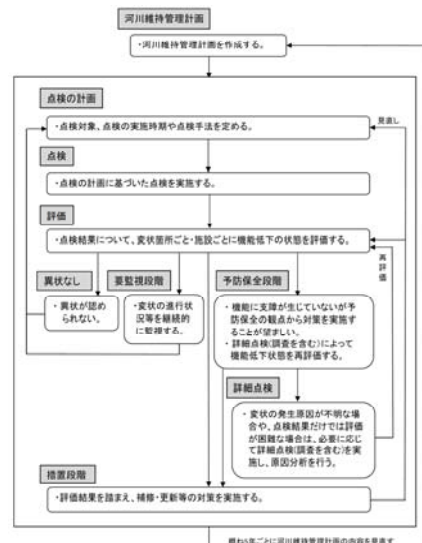 河川維持管理計画
・河川維持管理計画を作成する。
点検の計画
・点検対象、点検の実施時期や点検手法を定める。
見直し
点検
・点検の計画に基づいた点検を実施する。
評価
・点検結果について、変状箇所ごと・施設ごとに機能低下の状態を評価する。
再評価
異状なし
・異状が認め
られない。
要監視段階
・変状の進行状
況等を継続的
に監視する。
予防保全段階
・機能に支障が生じていないが予
防保全の観点から対策を実施す
ることが望ましい。
・詳細点検(調査を含む)によって
機能低下状態を再評価する。
詳細点検
・変状の発生原因が不明な場
合や、点検結果だけでは評価
が困難な場合は、必要に応じ
て詳細点検(調査を含む)を実
施し、原因分析を行う。
措置段階
・評価結果を踏まえ、補修・更新等の対策を実施する。
概ね5年ごとに河川維持管理計画の内容を見直す